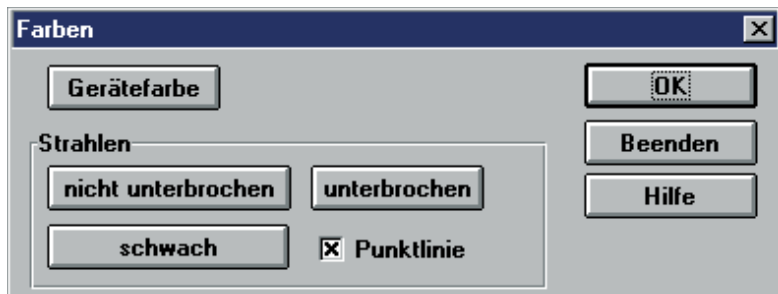 Farben
Gerätefarbe
OK
Strahlen
Beenden
nicht unterbrochen
unterbrochen
Hilfe
schwach
Punktlinie